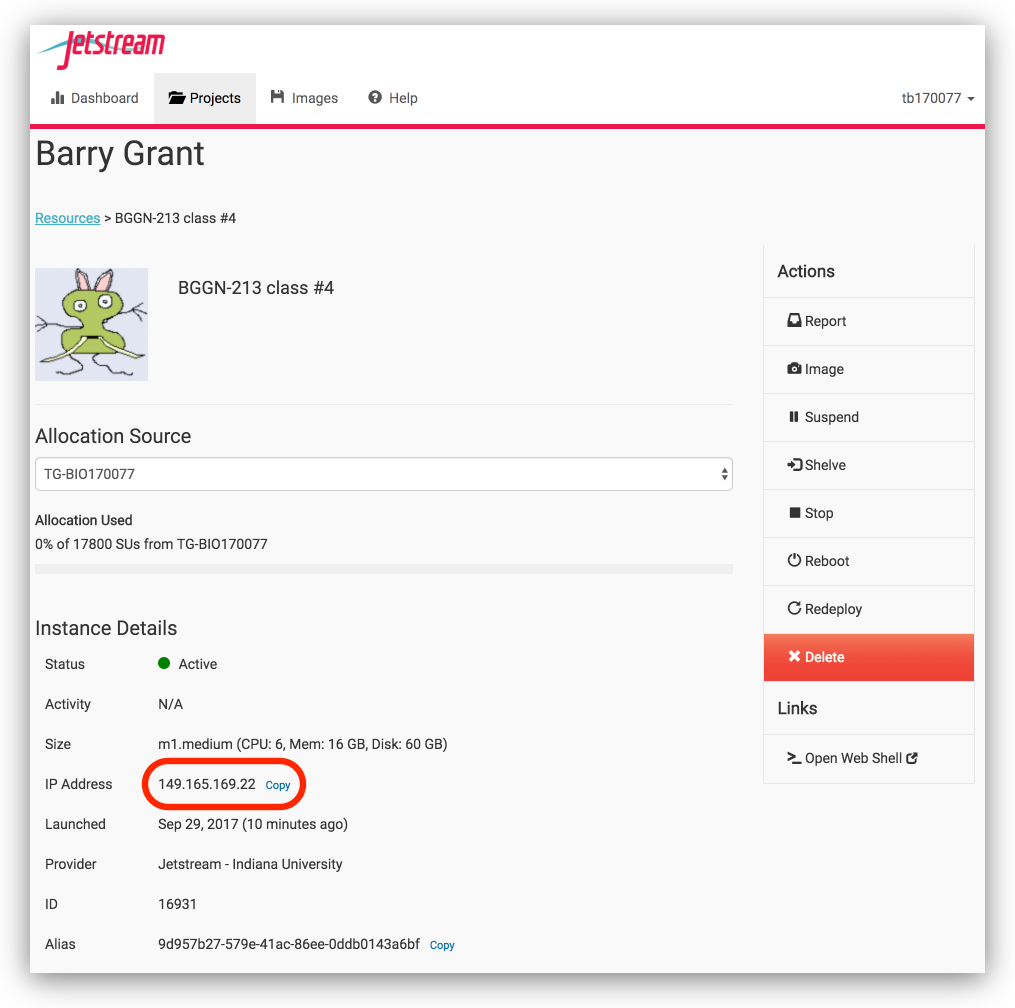 Jetstream
Dashboard Projects Images Help tb170077
Barry Grant
Resources > BGGN-213 class #4
BGGN-213 class #4
Allocation Source
TG-BIO170077
Allocation Used
0% of 17800 SUs from TG-BIO170077
Instance Details
Status Active
Activity N/A
Size m1.medium (CPU: 6, Mem: 16 GB, Disk: 60 GB)
IP Address 149.165.169.22 Copy
Launched Sep 29, 2017 (10 minutes ago)
Provider Jetstream - Indiana University
ID 16931
Alias 9d957b27-579e-41ac-86ee-0ddb0143a6bf Copy
Actions
Report
Image
Suspend
Shelve
Stop
Reboot
Redeploy
Delete
Links
Open Web Shell